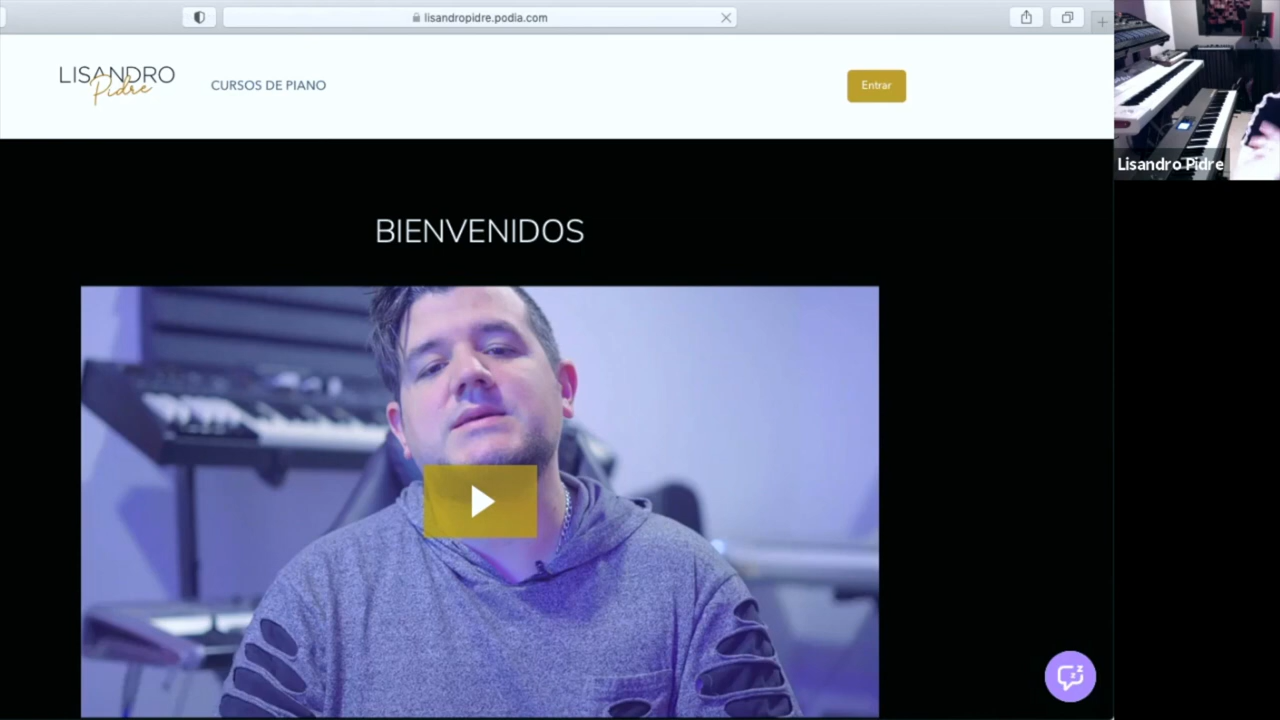 lisandropidre.podia.com
LISANDRO
Pidre
CURSOS DE PIANO
Entrar
Lisandro Pidre
BIENVENIDOS
z z